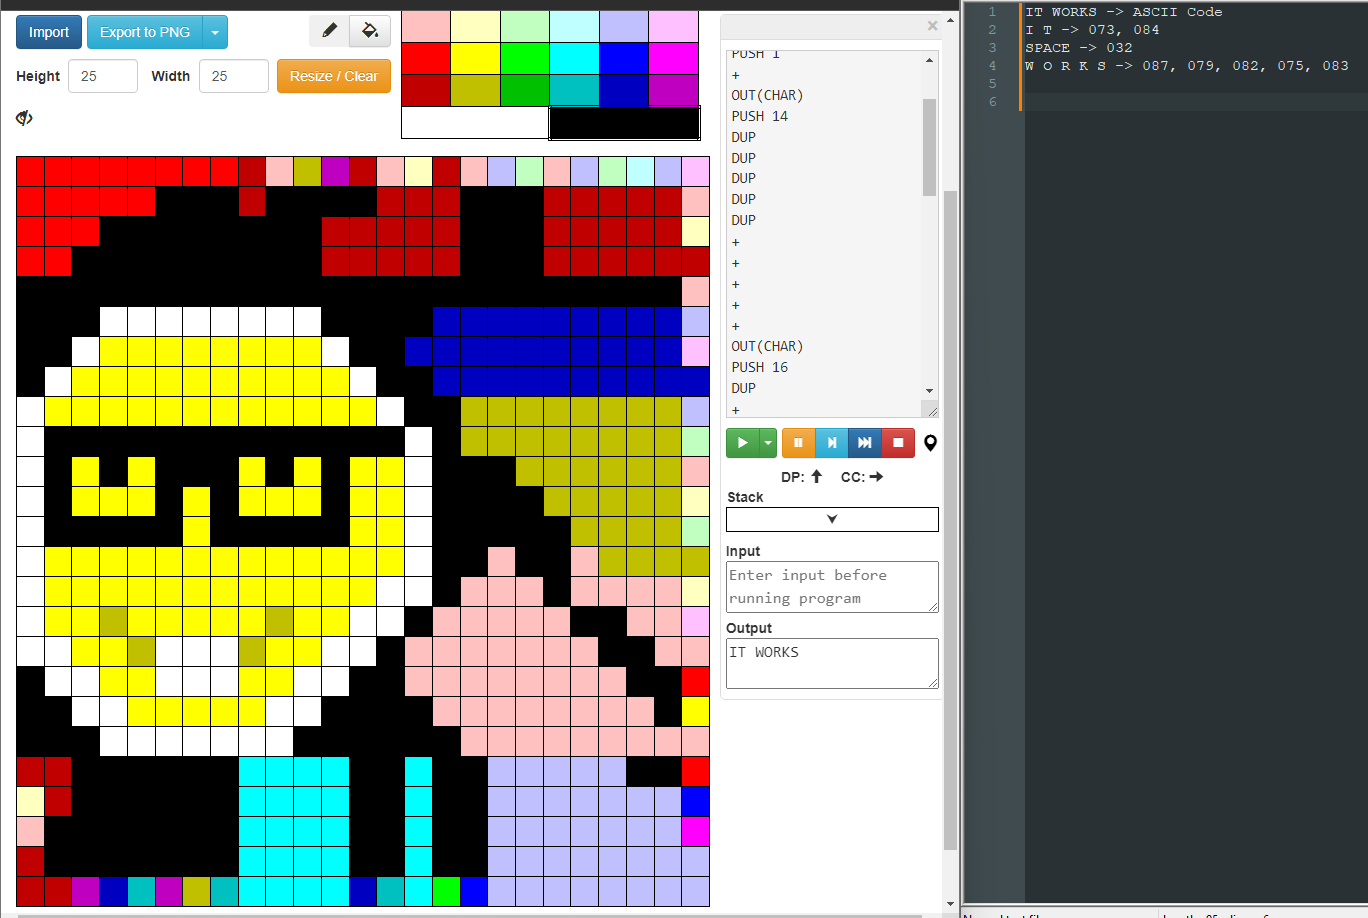 Import
Export to PNG
Height
25
Width
25
Resize / Clear
PUSH 1
+
OUT(CHAR)
PUSH 14
DUP
DUP
DUP
DUP
DUP
+
+
+
+
+
OUT(CHAR)
PUSH 16
DUP
+
DP:
CC:
Stack
Input
Enter input before
running program
Output
IT WORKS
1 IT WORKS -> ASCII Code
2 I T -> 073, 084
3 SPACE -> 032
4 W O R K S -> 087, 079, 082, 075, 083
5
6